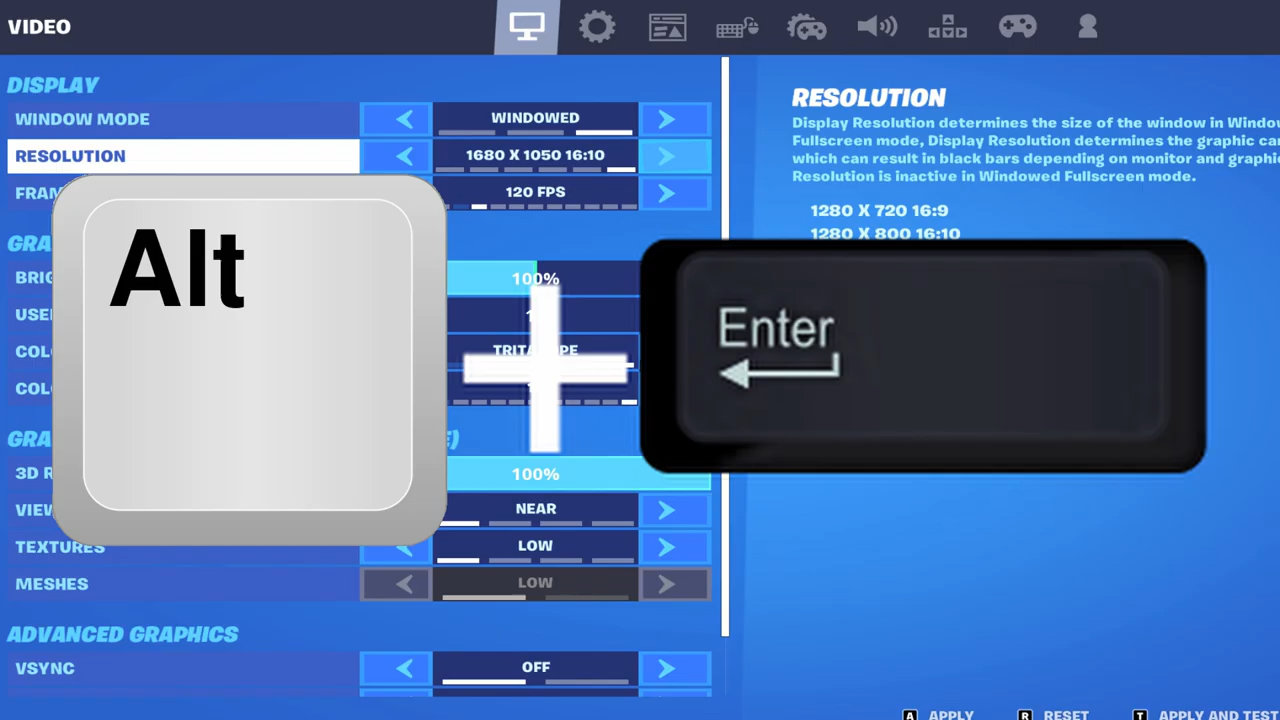 VIDEO
DISPLAY
WINDOW MODE
WINDOWED
RESOLUTION
1680 X 1050 16:10
120 FPS
100%
100%
NEAR
TEXTURES
LOW
MESHES
LOW
ADVANCED GRAPHICS
VSYNC
OFF
Alt
Enter
RESOLUTION
Display Resolution determines the size of the window in
Fullscreen mode, Display Resolution determines the graphic
which can result in black bars depending on monitor and
Resolution is inactive in Windowed Fullscreen mode.
1280 X 720 16:9
1280 X 800 16:10
A APPLY
R RESET
T APPLY AND TEST